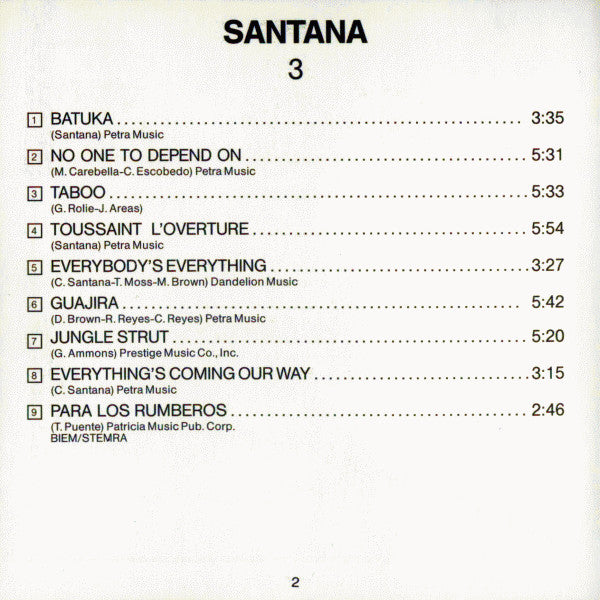 SANTANA
3
1 BATUKA 3:35
(Santana) Petra Music
2 NO ONE TO DEPEND ON 5:31
(M. Carebella-C. Escobedo) Petra Music
3 TABOO 5:33
(G. Rolie-J. Areas)
4 TOUSSAINT L'OVERTURE 5:54
(Santana) Petra Music
5 EVERYBODY'S EVERYTHING 3:27
(C. Santana-T. Moss-M. Brown) Dandelion Music
6 GUAJIRA 5:42
(D. Brown-R. Reyes-C. Reyes) Petra Music
7 JUNGLE STRUT 5:20
(G. Ammons) Prestige Music Co., Inc.
8 EVERYTHING'S COMING OUR WAY 3:15
(C. Santana) Petra Music
9 PARA LOS RUMBEROS 2:46
(T. Puente) Patricia Music Pub. Corp.
BIEM/STEMRA
2